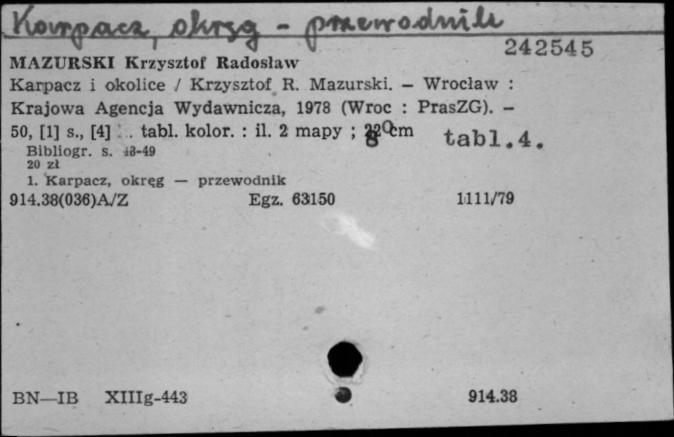 Karpacz, okręg - przewodnik
242545
MAZURSKI Krzysztof Radosław
Karpacz i okolice / Krzysztof R. Mazurski. — Wrocław :
Krajowa Agencja Wydawnicza, 1978 (Wroc : PrasZG). —
50, [1] s., [4] tabl. kolor. : il. 2 mapy ; cm
tabl.4.
Bibliogr. s. 48-49
20 zł
1. Karpacz, okręg — przewodnik
914.38(036)A/Z Egz. 63150 1111/79
BN—IB XIIIg-443 914.38